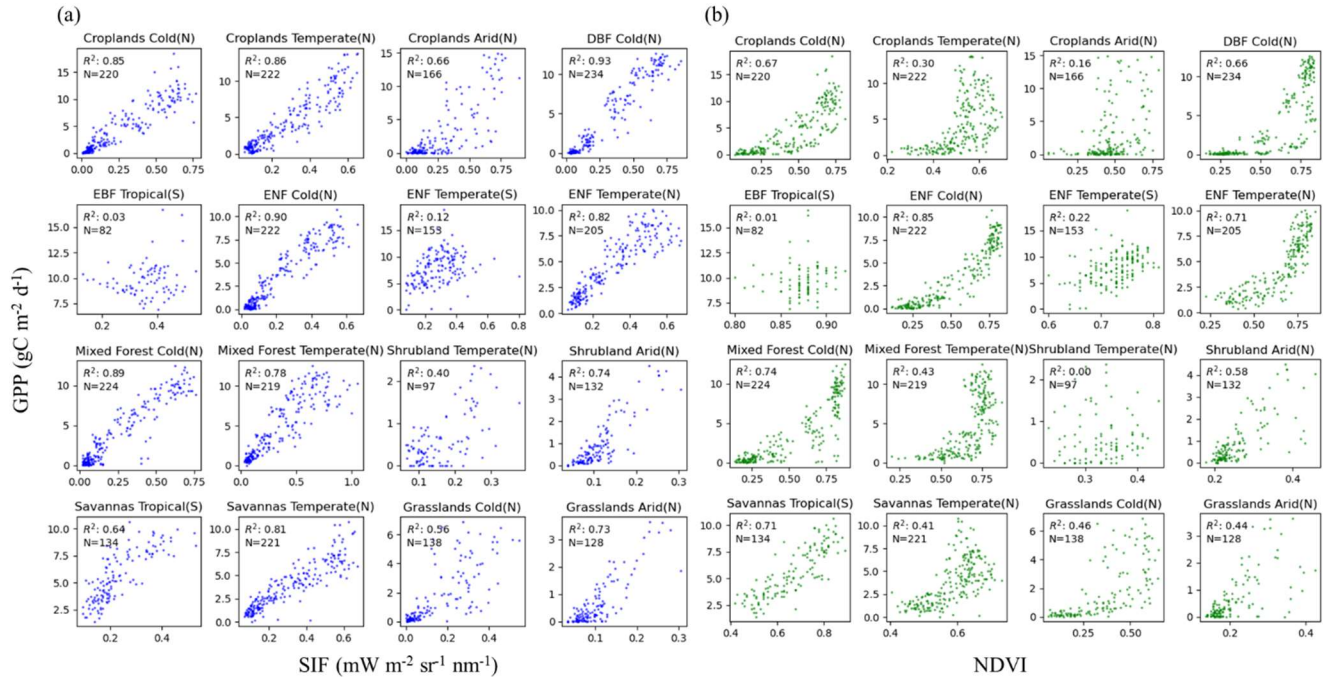 (a)
(b)
Croplands Cold(N)
Croplands Temperate(N)
Croplands Arid(N)
DBF Cold(N)
Croplands Cold(N)
Croplands Temperate(N)
Croplands Arid(N)
DBF Cold(N)
R²: 0.85
N=220
R²: 0.86
N=222
R²: 0.66
N=166
R²: 0.93
N=234
R²: 0.67
N=220
R²: 0.30
N=222
R²: 0.16
N=166
R²: 0.66
N=234
EBF Tropical(S)
ENF Cold(N)
ENF Temperate(S)
ENF Temperate(N)
EBF Tropical(S)
ENF Cold(N)
ENF Temperate(S)
ENF Temperate(N)
R²: 0.03
N=82
R²: 0.90
N=222
R²: 0.12
N=153
R²: 0.82
N=205
R²: 0.01
N=82
R²: 0.85
N=222
R²: 0.22
N=153
R²: 0.71
N=205
Mixed Forest Cold(N)
Mixed Forest Temperate(N)
Shrubland Temperate(N)
Shrubland Arid(N)
Mixed Forest Cold(N)
Mixed Forest Temperate(N)
Shrubland Temperate(N)
Shrubland Arid(N)
R²: 0.89
N=224
R²: 0.78
N=219
R²: 0.40
N=97
R²: 0.74
N=132
R²: 0.74
N=224
R²: 0.43
N=219
R²: 0.00
N=97
R²: 0.58
N=132
Savannas Tropical(S)
Savannas Temperate(N)
Grasslands Cold(N)
Grasslands Arid(N)
Savannas Tropical(S)
Savannas Temperate(N)
Grasslands Cold(N)
Grasslands Arid(N)
R²: 0.64
N=134
R²: 0.81
N=221
R²: 0.56
N=138
R²: 0.73
N=128
R²: 0.71
N=134
R²: 0.41
N=221
R²: 0.46
N=138
R²: 0.44
N=128
GPP (gC m⁻² d⁻¹)
SIF (mW m⁻² sr⁻¹ nm⁻¹)
NDVI